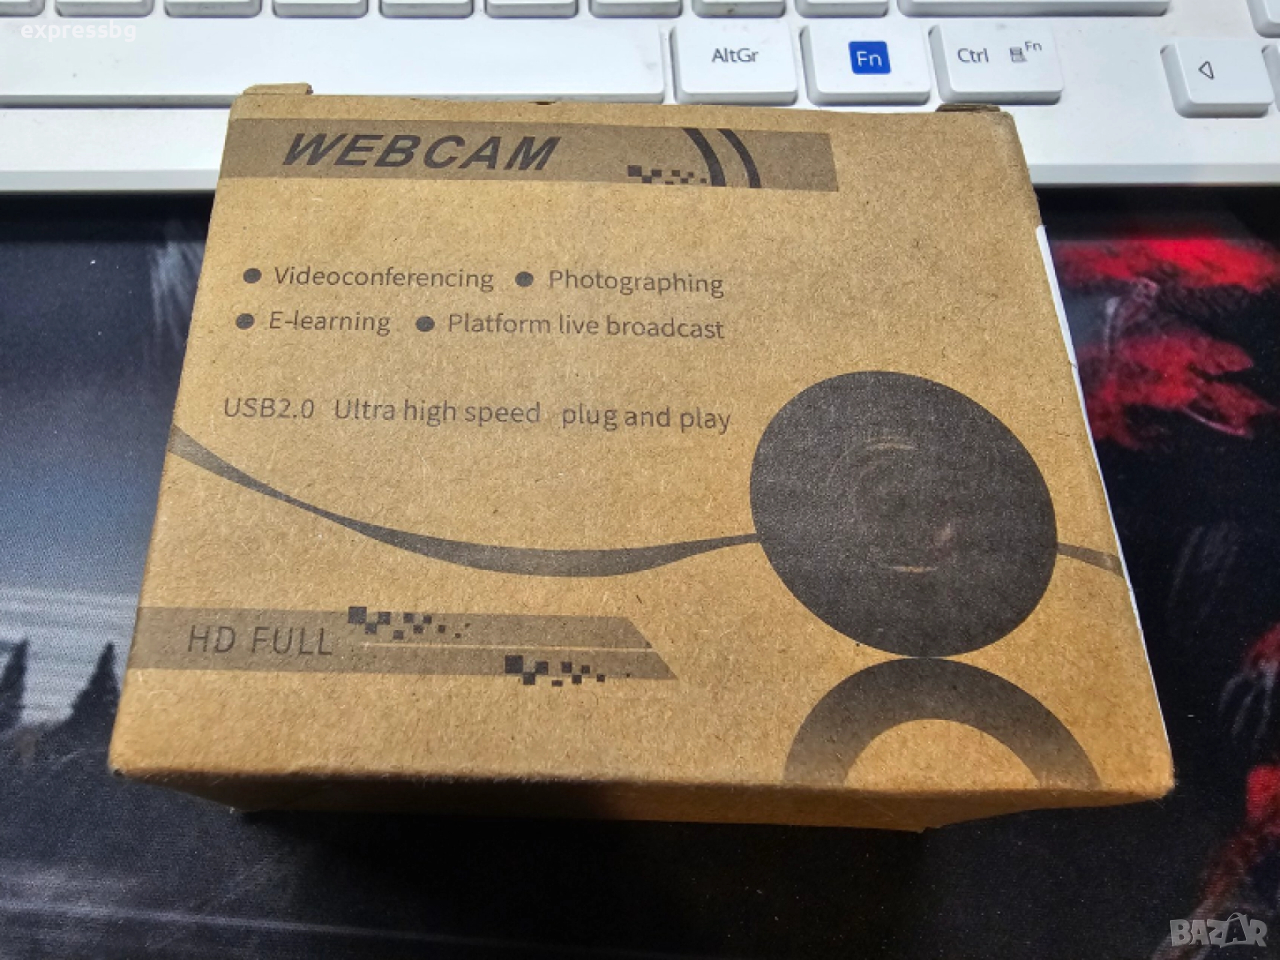 expressbg
AltGr
Fn
Ctrl Fn
WEBCAM
● Videoconferencing ● Photographing
● E-learning ● Platform live broadcast
USB2.0 Ultra high speed plug and play
HD FULL
BAZAR